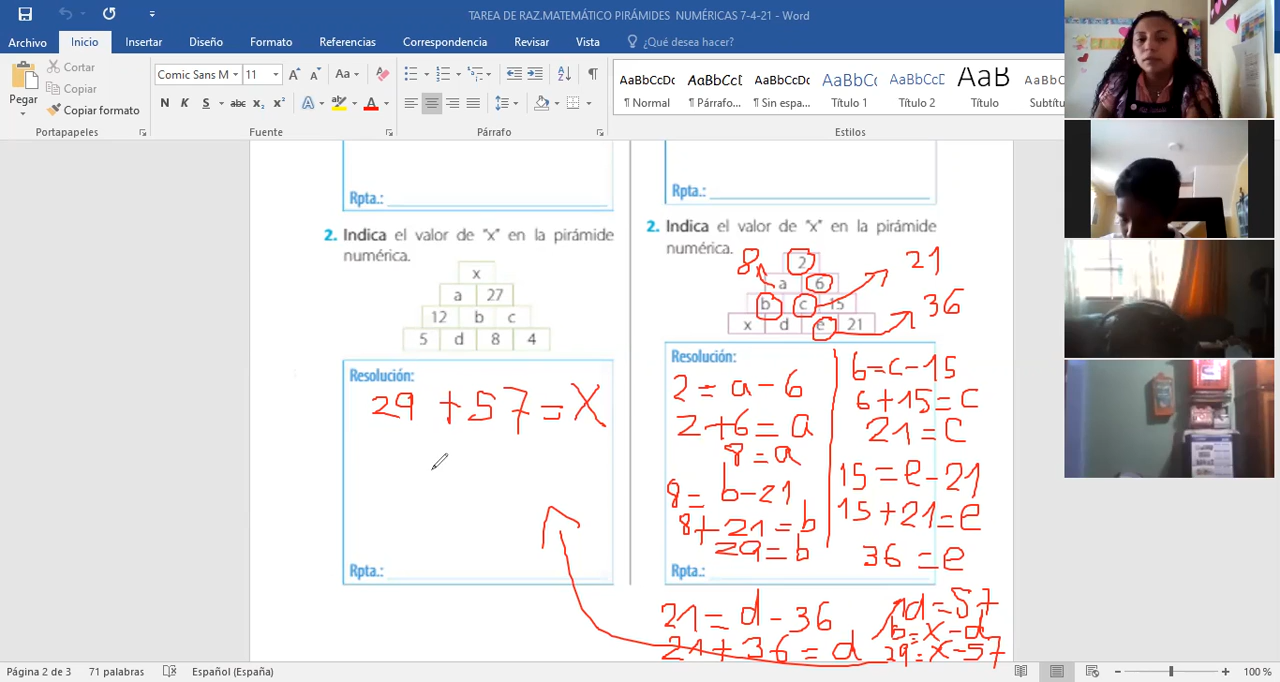 TAREA DE RAZ.MATEMÁTICO PIRÁMIDES NUMÉRICAS 7-4-21 - Word
Archivo Inicio Insertar Diseño Formato Referencias Correspondencia Revisar Vista ¿Qué desea hacer?
Pegar
Cortar
Copiar
Copiar formato
Comic Sans M 11
N K S abc x₂ x²
AaBbCcDc AaBbCcD AaBbCcDc AaBbCcI AaBbCcE AaB AaBbCcD
¶ Normal ¶ Párrafo... ¶ Sin espa... Título 1 Título 2 Título Subtítu
Portapapeles Fuente Párrafo Estilos
Rpta.:
2. Indica el valor de "x" en la pirámide
numérica.
x
a 27
12 b c
5 d 8 4
Resolución:
29 + 57 = X
Rpta.:
Rpta.:
2. Indica el valor de "x" en la pirámide
numérica.
2
a 6
b c 15
x d e 21
8
21
36
Resolución:
2 = a - 6
2 + 6 = a
8 = a
8 = b - 21
8 + 21 = b
29 = b
6 = c - 15
6 + 15 = c
21 = c
15 = e - 21
15 + 21 = e
36 = e
Rpta.:
21 = d - 36
21 + 36 = d
d = 57
b = x - d
29 = x - 57
Página 2 de 3 71 palabras Español (España) 100 %